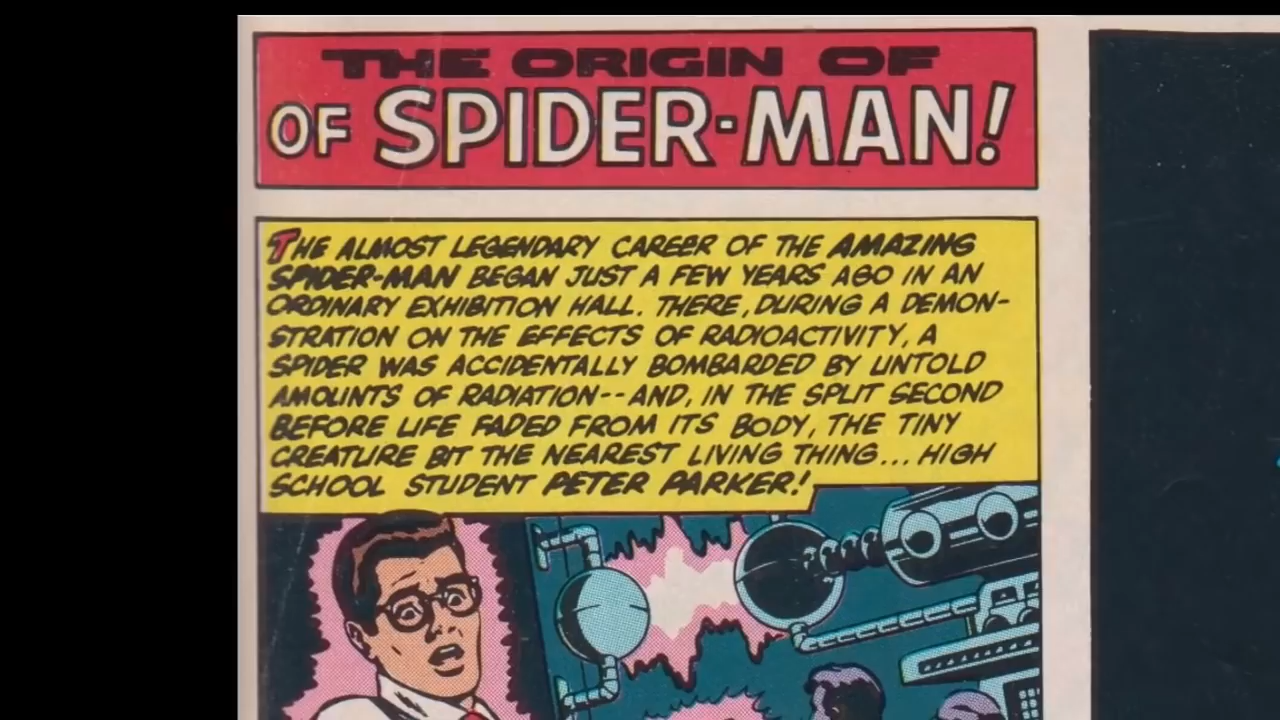 THE ORIGIN OF
OF SPIDER-MAN!
THE ALMOST LEGENDARY CAREER OF THE AMAZING
SPIDER-MAN BEGAN JUST A FEW YEARS AGO IN AN
ORDINARY EXHIBITION HALL. THERE, DURING A DEMON-
STRATION ON THE EFFECTS OF RADIOACTIVITY, A
SPIDER WAS ACCIDENTALLY BOMBARDED BY UNTOLD
AMOUNTS OF RADIATION--AND, IN THE SPLIT SECOND
BEFORE LIFE FADED FROM ITS BODY, THE TINY
CREATURE BIT THE NEAREST LIVING THING... HIGH
SCHOOL STUDENT PETER PARKER!